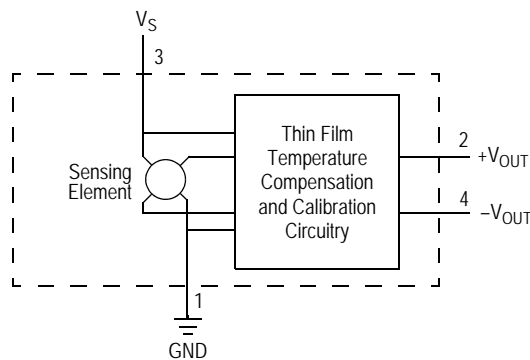 VS
3
Thin Film
Temperature
Compensation
and Calibration
Circuitry
Sensing
Element
2
+VOUT
4
–VOUT
1
GND